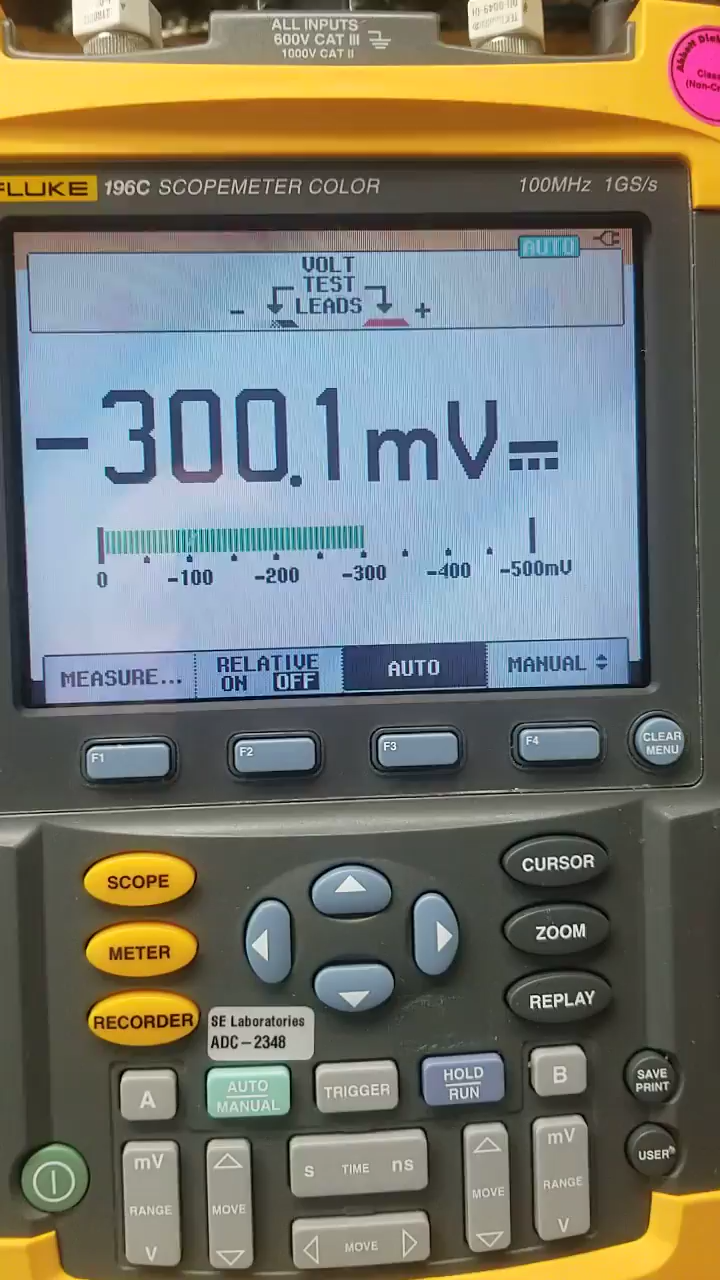 ALL INPUTS
600V CAT III
1000V CAT II
FLUKE 196C SCOPEMETER COLOR 100MHz 1GS/s
AUTO
VOLT
TEST
- LEADS +
-300.1 mV
0 -100 -200 -300 -400 -500mV
MEASURE... RELATIVE ON OFF AUTO MANUAL
F1 F2 F3 F4 CLEAR MENU
SCOPE
CURSOR
METER
ZOOM
RECORDER
REPLAY
SE Laboratories
ADC-2348
A
AUTO
MANUAL
TRIGGER
HOLD
RUN
B
SAVE
PRINT
mV
RANGE
V
MOVE
s TIME ns
MOVE
MOVE
mV
RANGE
V
USER